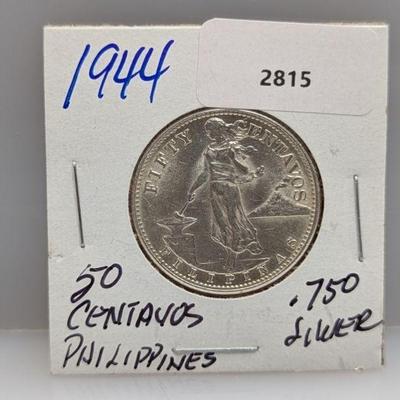 1944
2815
FIFTY CENTAVOS
FILIPINAS
50
CENTAVOS
PHILIPPINES
.750
SILVER